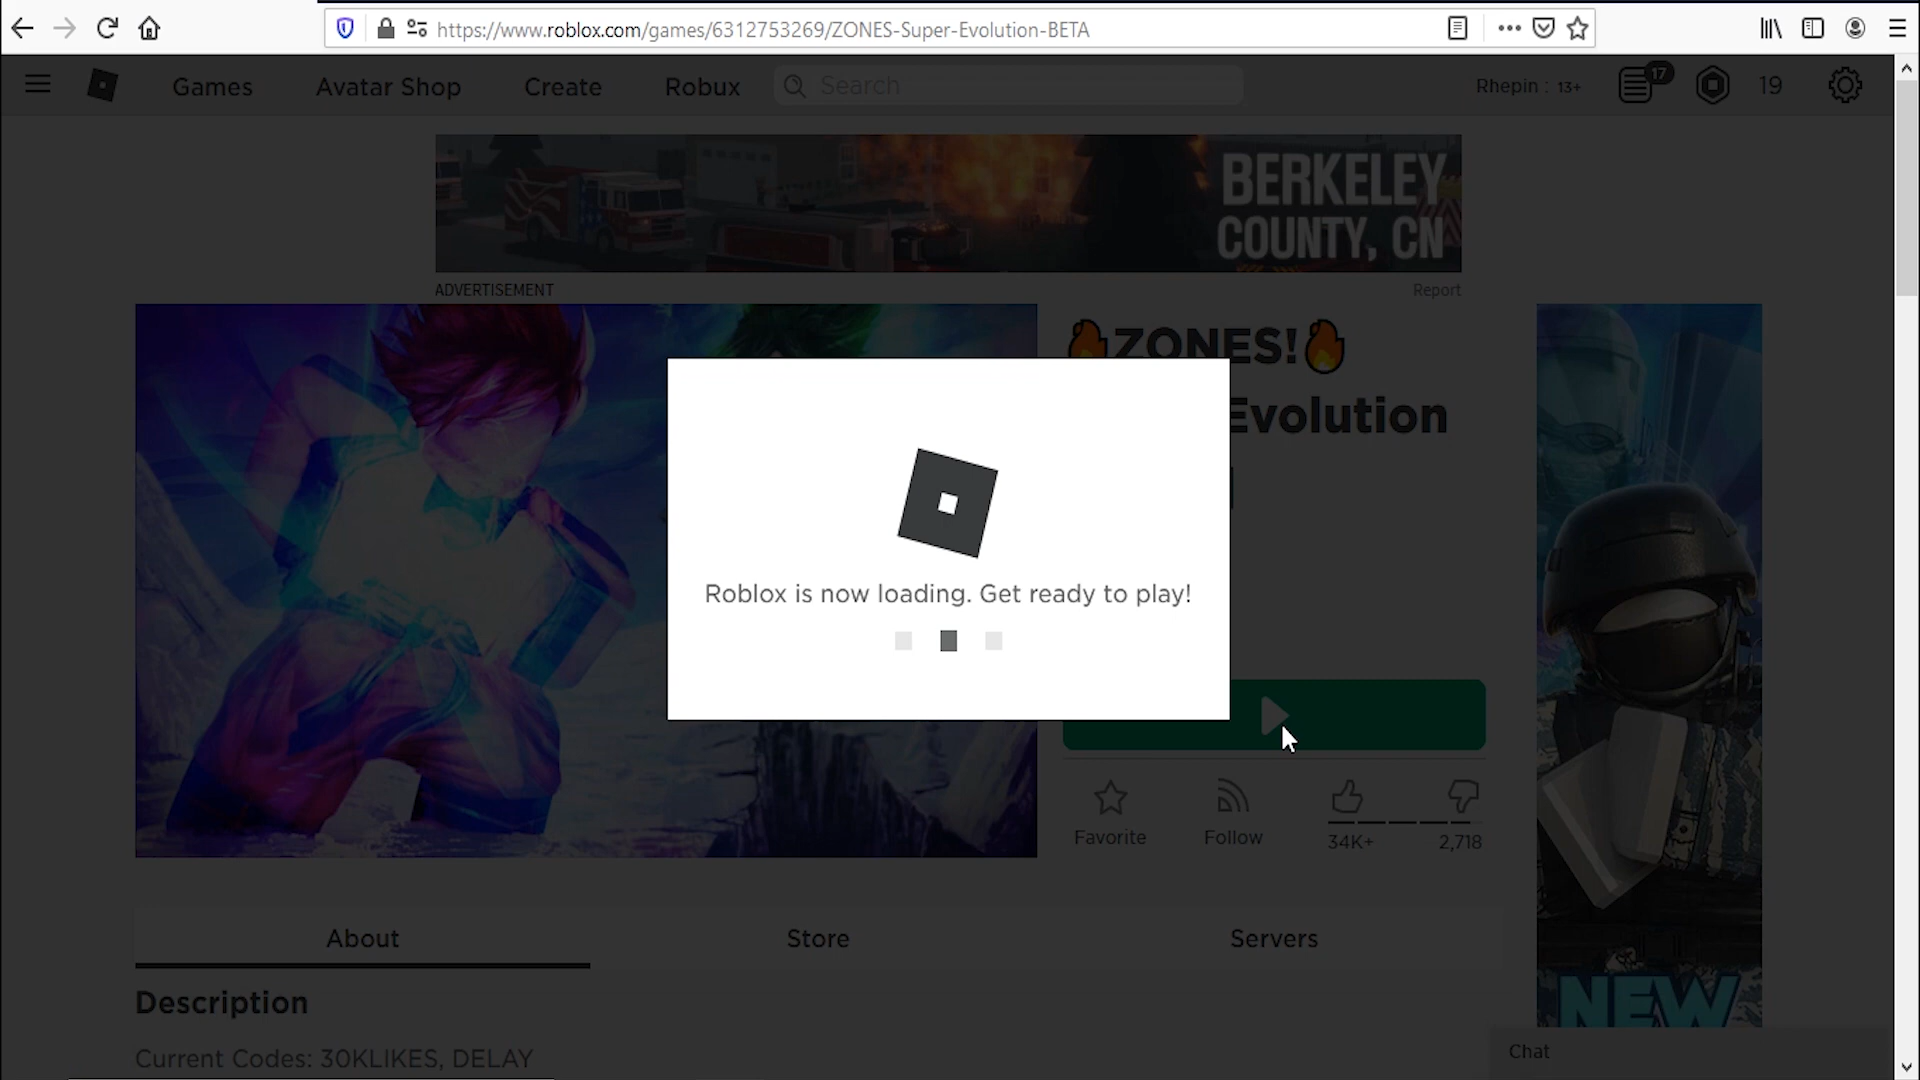 https://www.roblox.com/games/6312753269/ZONES-Super-Evolution-BETA
Games
Avatar Shop
Create
Robux
Search
Rhepin : 13+
17
19
BERKELEY
COUNTY, CN
ADVERTISEMENT
Report
ZONES!
Evolution
Roblox is now loading. Get ready to play!
Favorite
Follow
34K+
2,718
About
Store
Servers
Description
Current Codes: 30KLIKES, DELAY
NEW
Chat